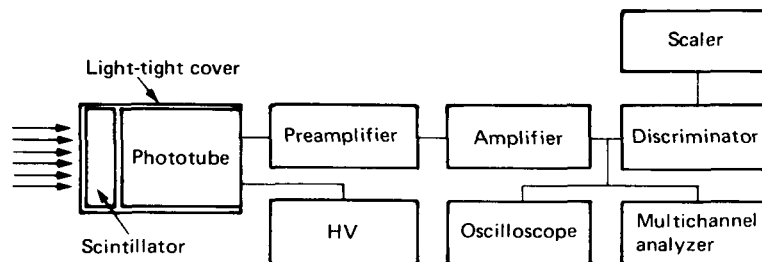 Scaler
Light-tight cover
Phototube
Preamplifier
Amplifier
Discriminator
Scintillator
HV
Oscilloscope
Multichannel
analyzer